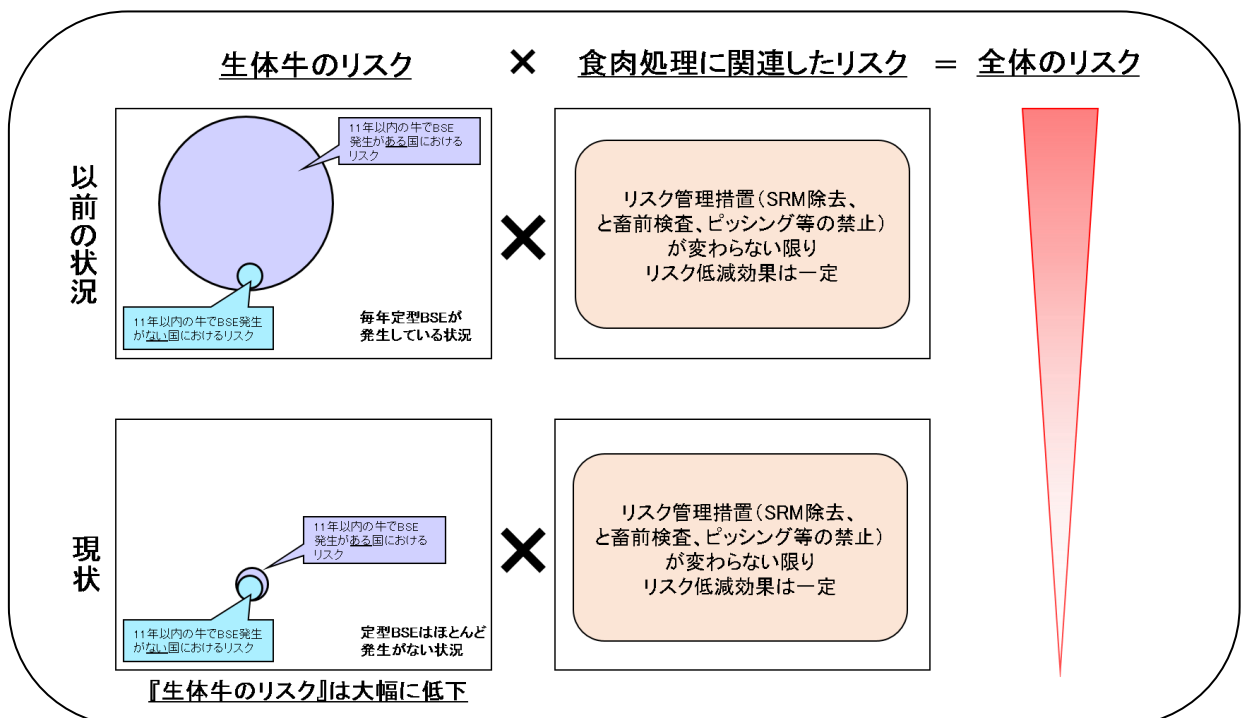 生体牛のリスク × 食肉処理に関連したリスク ＝ 全体のリスク
以前の状況
11年以内の牛でBSE
発生がある国における
リスク
11年以内の牛でBSE発生
がない国におけるリスク
毎年定型BSEが
発生している状況
×
リスク管理措置（SRM除去、
と畜前検査、ピッシング等の禁止）
が変わらない限り
リスク低減効果は一定
現状
11年以内の牛でBSE
発生がある国における
リスク
11年以内の牛でBSE発生
がない国におけるリスク
定型BSEはほとんど
発生がない状況
×
リスク管理措置（SRM除去、
と畜前検査、ピッシング等の禁止）
が変わらない限り
リスク低減効果は一定
『生体牛のリスク』は大幅に低下